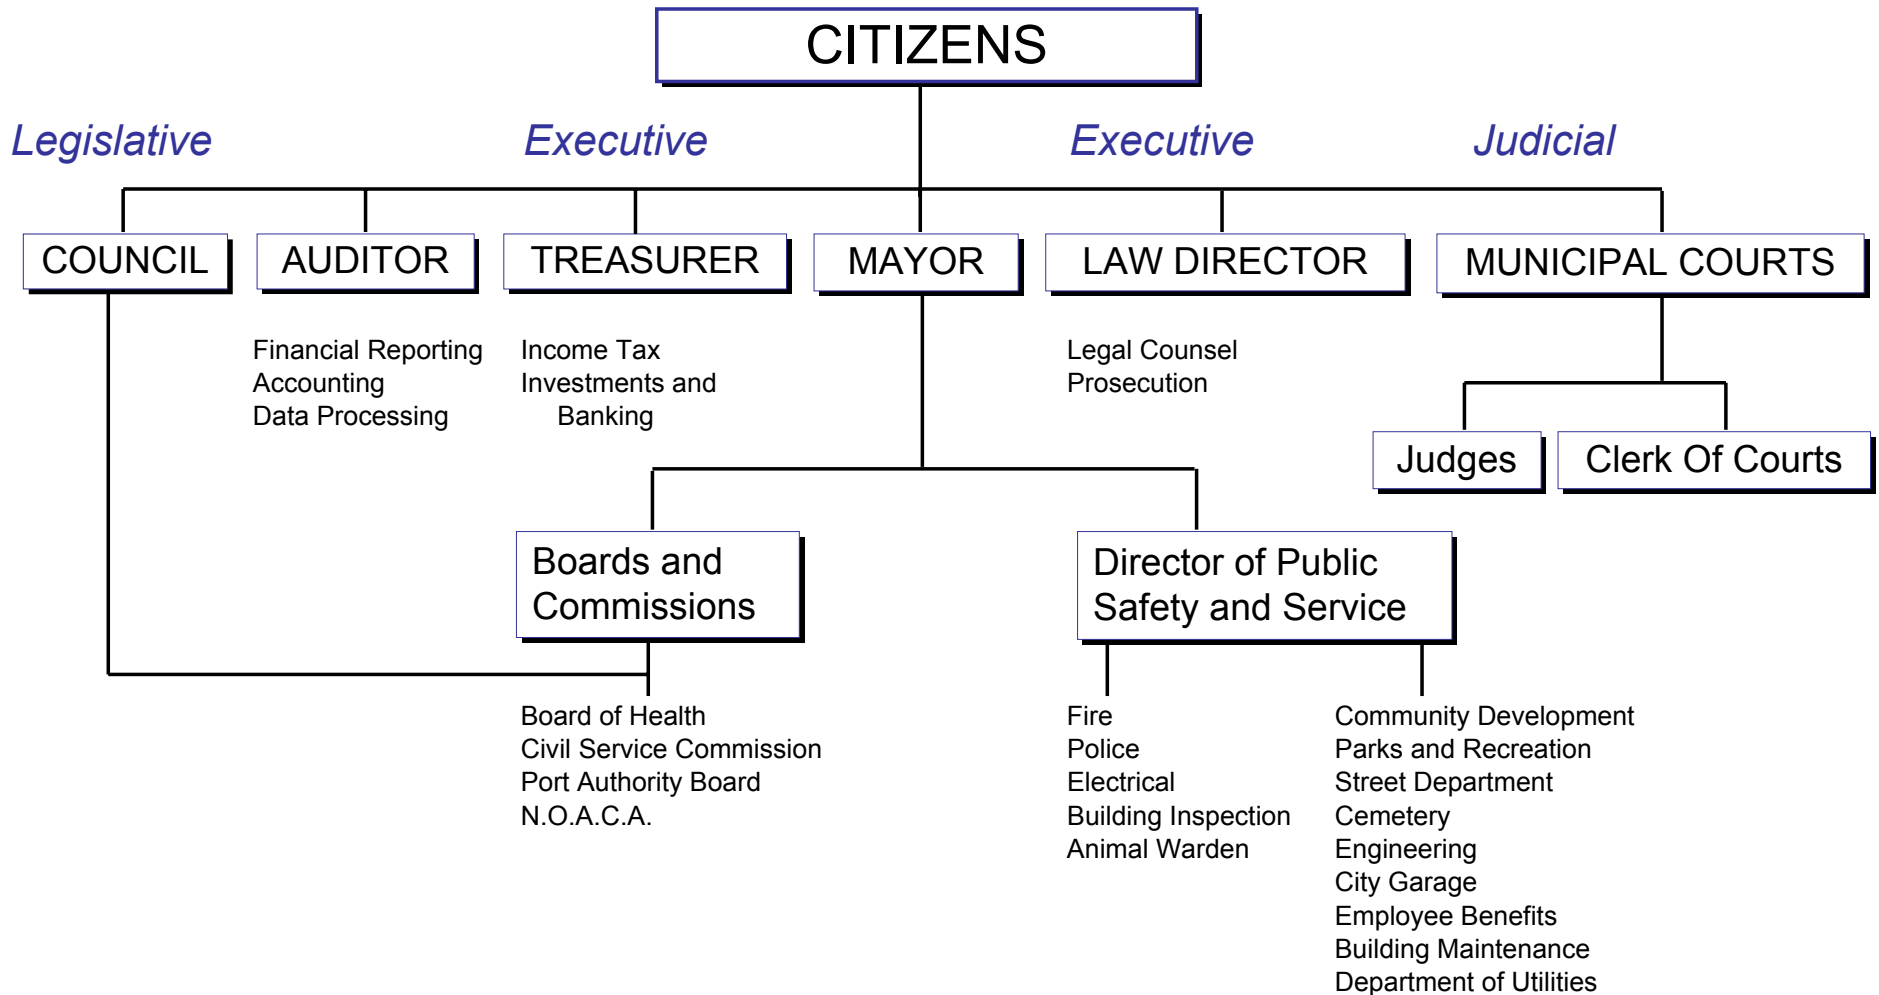 CITIZENS
Legislative
Executive
Executive
Judicial
COUNCIL
AUDITOR
TREASURER
MAYOR
LAW DIRECTOR
MUNICIPAL COURTS
Financial Reporting
Accounting
Data Processing
Income Tax
Investments and
Banking
Legal Counsel
Prosecution
Judges
Clerk Of Courts
Boards and
Commissions
Director of Public
Safety and Service
Board of Health
Civil Service Commission
Port Authority Board
N.O.A.C.A.
Fire
Police
Electrical
Building Inspection
Animal Warden
Community Development
Parks and Recreation
Street Department
Cemetery
Engineering
City Garage
Employee Benefits
Building Maintenance
Department of Utilities